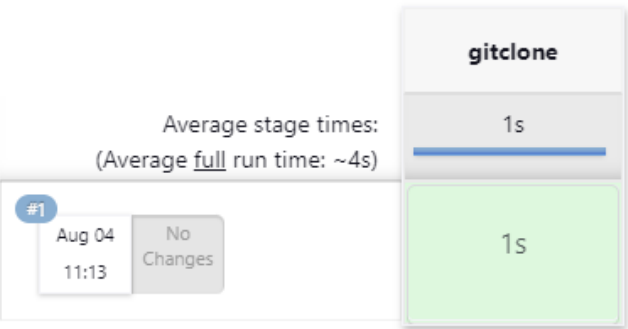 gitclone
Average stage times:
1s
(Average full run time: ~4s)
#1
Aug 04
11:13
No
Changes
1s